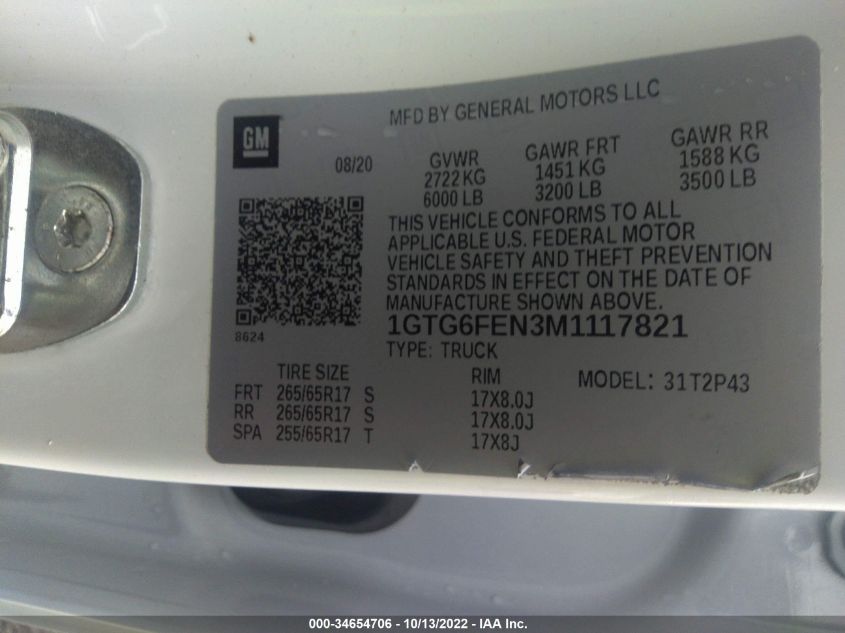 MFD BY GENERAL MOTORS LLC
GM
08/20
GVWR
2722 KG
6000 LB
GAWR FRT
1451 KG
3200 LB
GAWR RR
1588 KG
3500 LB
THIS VEHICLE CONFORMS TO ALL
APPLICABLE U.S. FEDERAL MOTOR
VEHICLE SAFETY AND THEFT PREVENTION
STANDARDS IN EFFECT ON THE DATE OF
MANUFACTURE SHOWN ABOVE.
8624
1GTG6FEN3M1117821
TYPE: TRUCK
TIRE SIZE
RIM
MODEL: 31T2P43
FRT 265/65R17 S 17X8.0J
RR 265/65R17 S 17X8.0J
SPA 255/65R17 T 17X8J
000-34654706 - 10/13/2022 - IAA Inc.